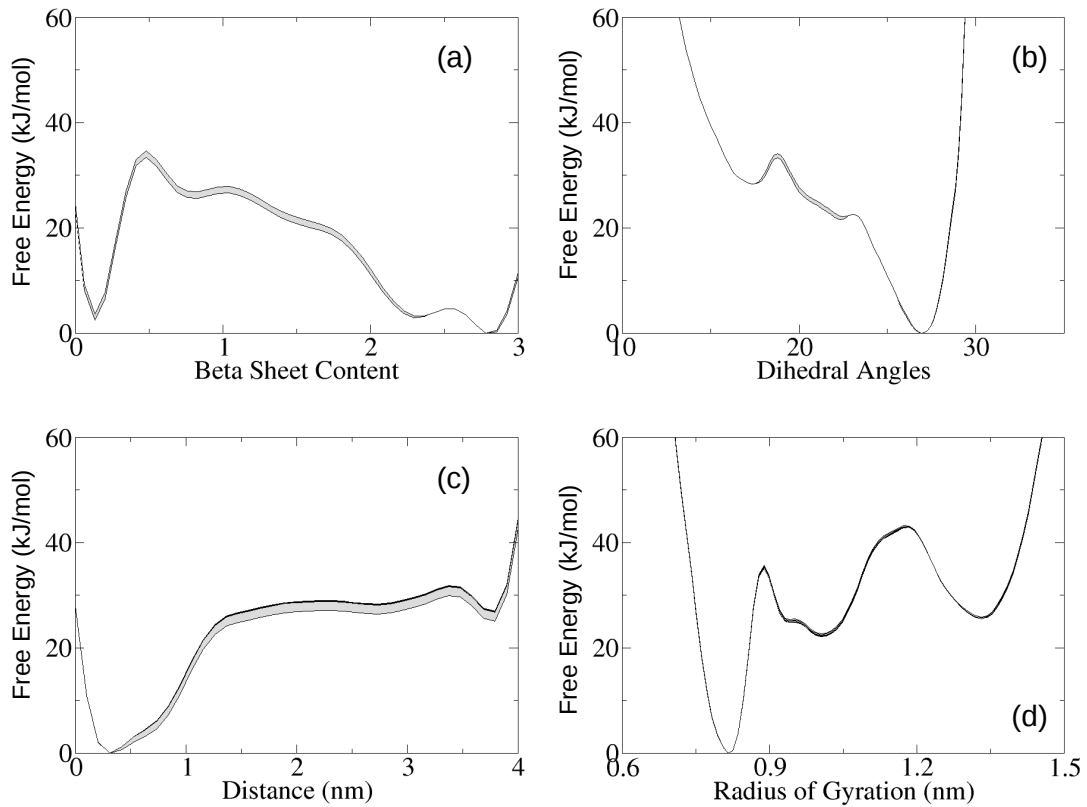 60
40
20
0
Free Energy (kJ/mol)
(a)
0 1 2 3
Beta Sheet Content
60
40
20
0
Free Energy (kJ/mol)
(b)
10 20 30
Dihedral Angles
60
40
20
0
Free Energy (kJ/mol)
(c)
0 1 2 3 4
Distance (nm)
60
40
20
0
Free Energy (kJ/mol)
(d)
0.6 0.9 1.2 1.5
Radius of Gyration (nm)